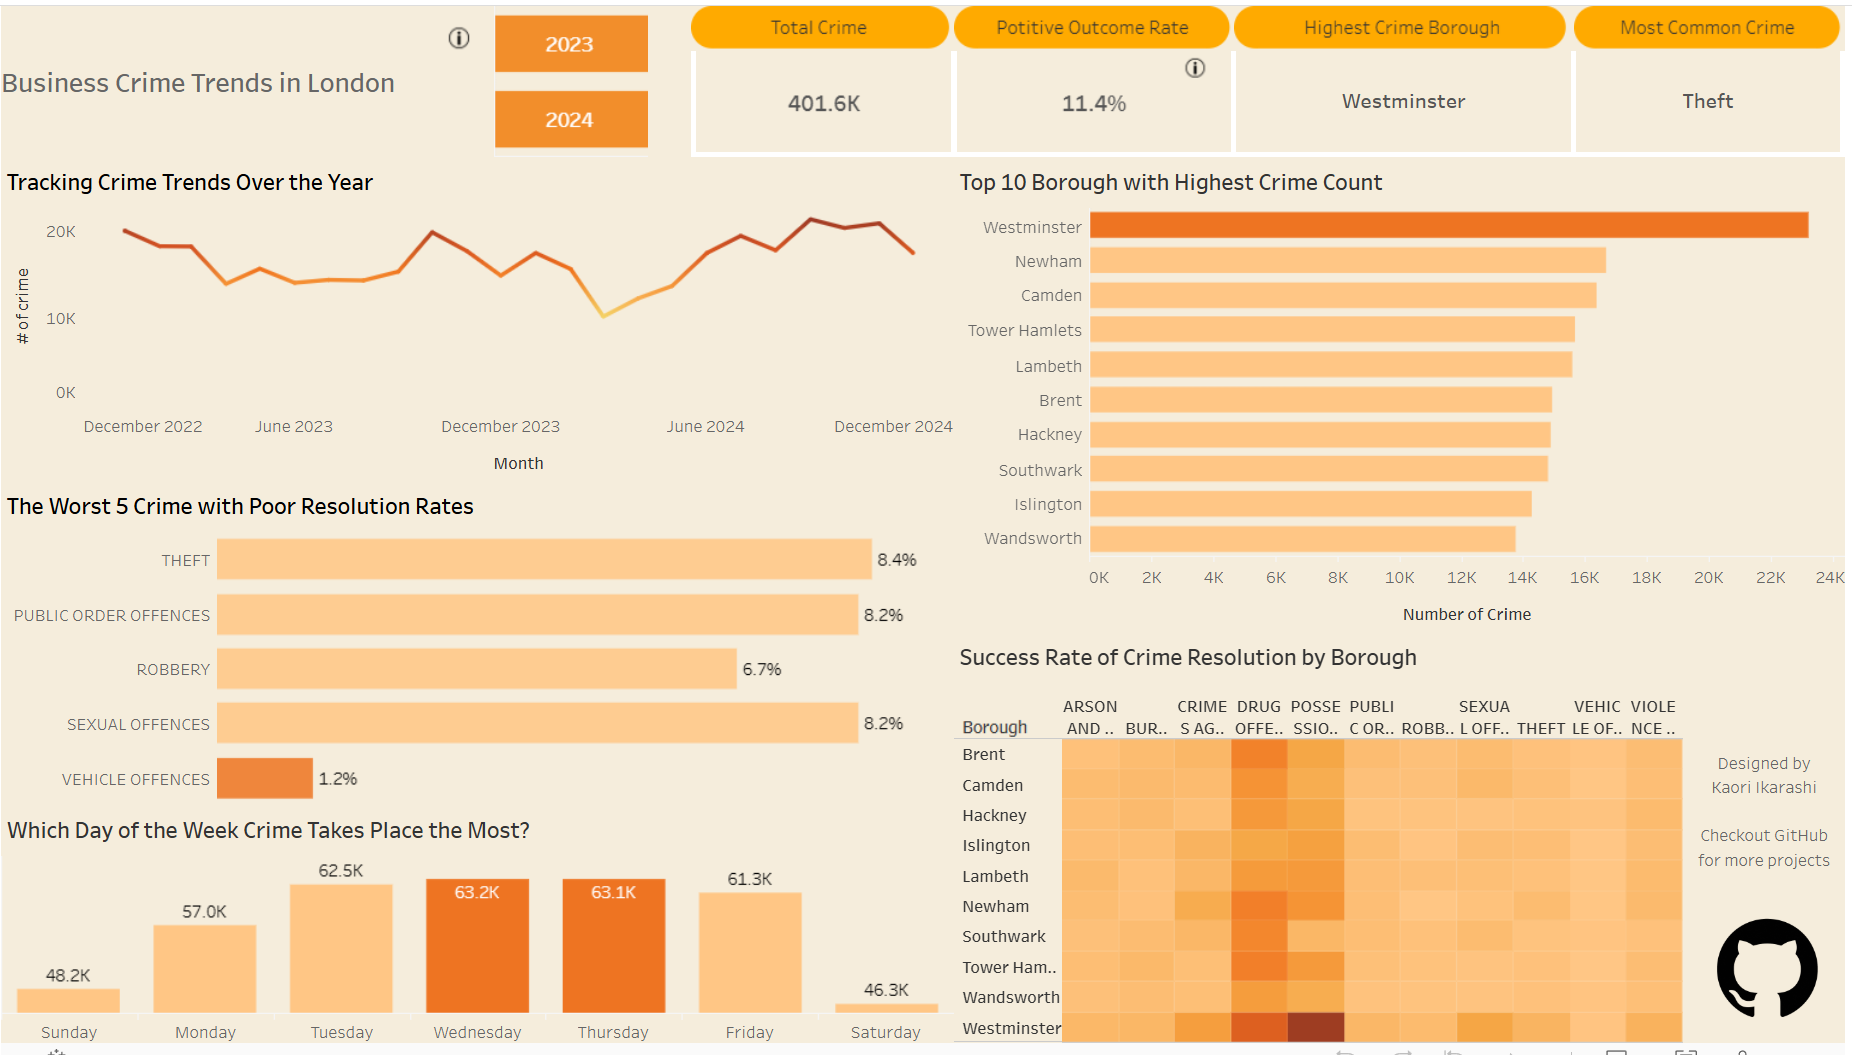 Business Crime Trends in London
2023
2024
Total Crime
401.6K
Potitive Outcome Rate
11.4%
Highest Crime Borough
Westminster
Most Common Crime
Theft
Tracking Crime Trends Over the Year
# of crime
20K
10K
0K
December 2022 June 2023 December 2023 June 2024 December 2024
Month
Top 10 Borough with Highest Crime Count
Westminster
Newham
Camden
Tower Hamlets
Lambeth
Brent
Hackney
Southwark
Islington
Wandsworth
0K 2K 4K 6K 8K 10K 12K 14K 16K 18K 20K 22K 24K
Number of Crime
The Worst 5 Crime with Poor Resolution Rates
THEFT 8.4%
PUBLIC ORDER OFFENCES 8.2%
ROBBERY 6.7%
SEXUAL OFFENCES 8.2%
VEHICLE OFFENCES 1.2%
Which Day of the Week Crime Takes Place the Most?
48.2K 57.0K 62.5K 63.2K 63.1K 61.3K 46.3K
Sunday Monday Tuesday Wednesday Thursday Friday Saturday
Success Rate of Crime Resolution by Borough
ARSON CRIME DRUG POSSE PUBLI SEXUA VEHIC VIOLE
Borough AND .. BUR.. S AG.. OFFE.. SSIO.. C OR.. ROBB.. L OFF.. THEFT LE OF.. NCE ..
Brent
Camden
Hackney
Islington
Lambeth
Newham
Southwark
Tower Ham..
Wandsworth
Westminster
Designed by
Kaori Ikarashi
Checkout GitHub
for more projects